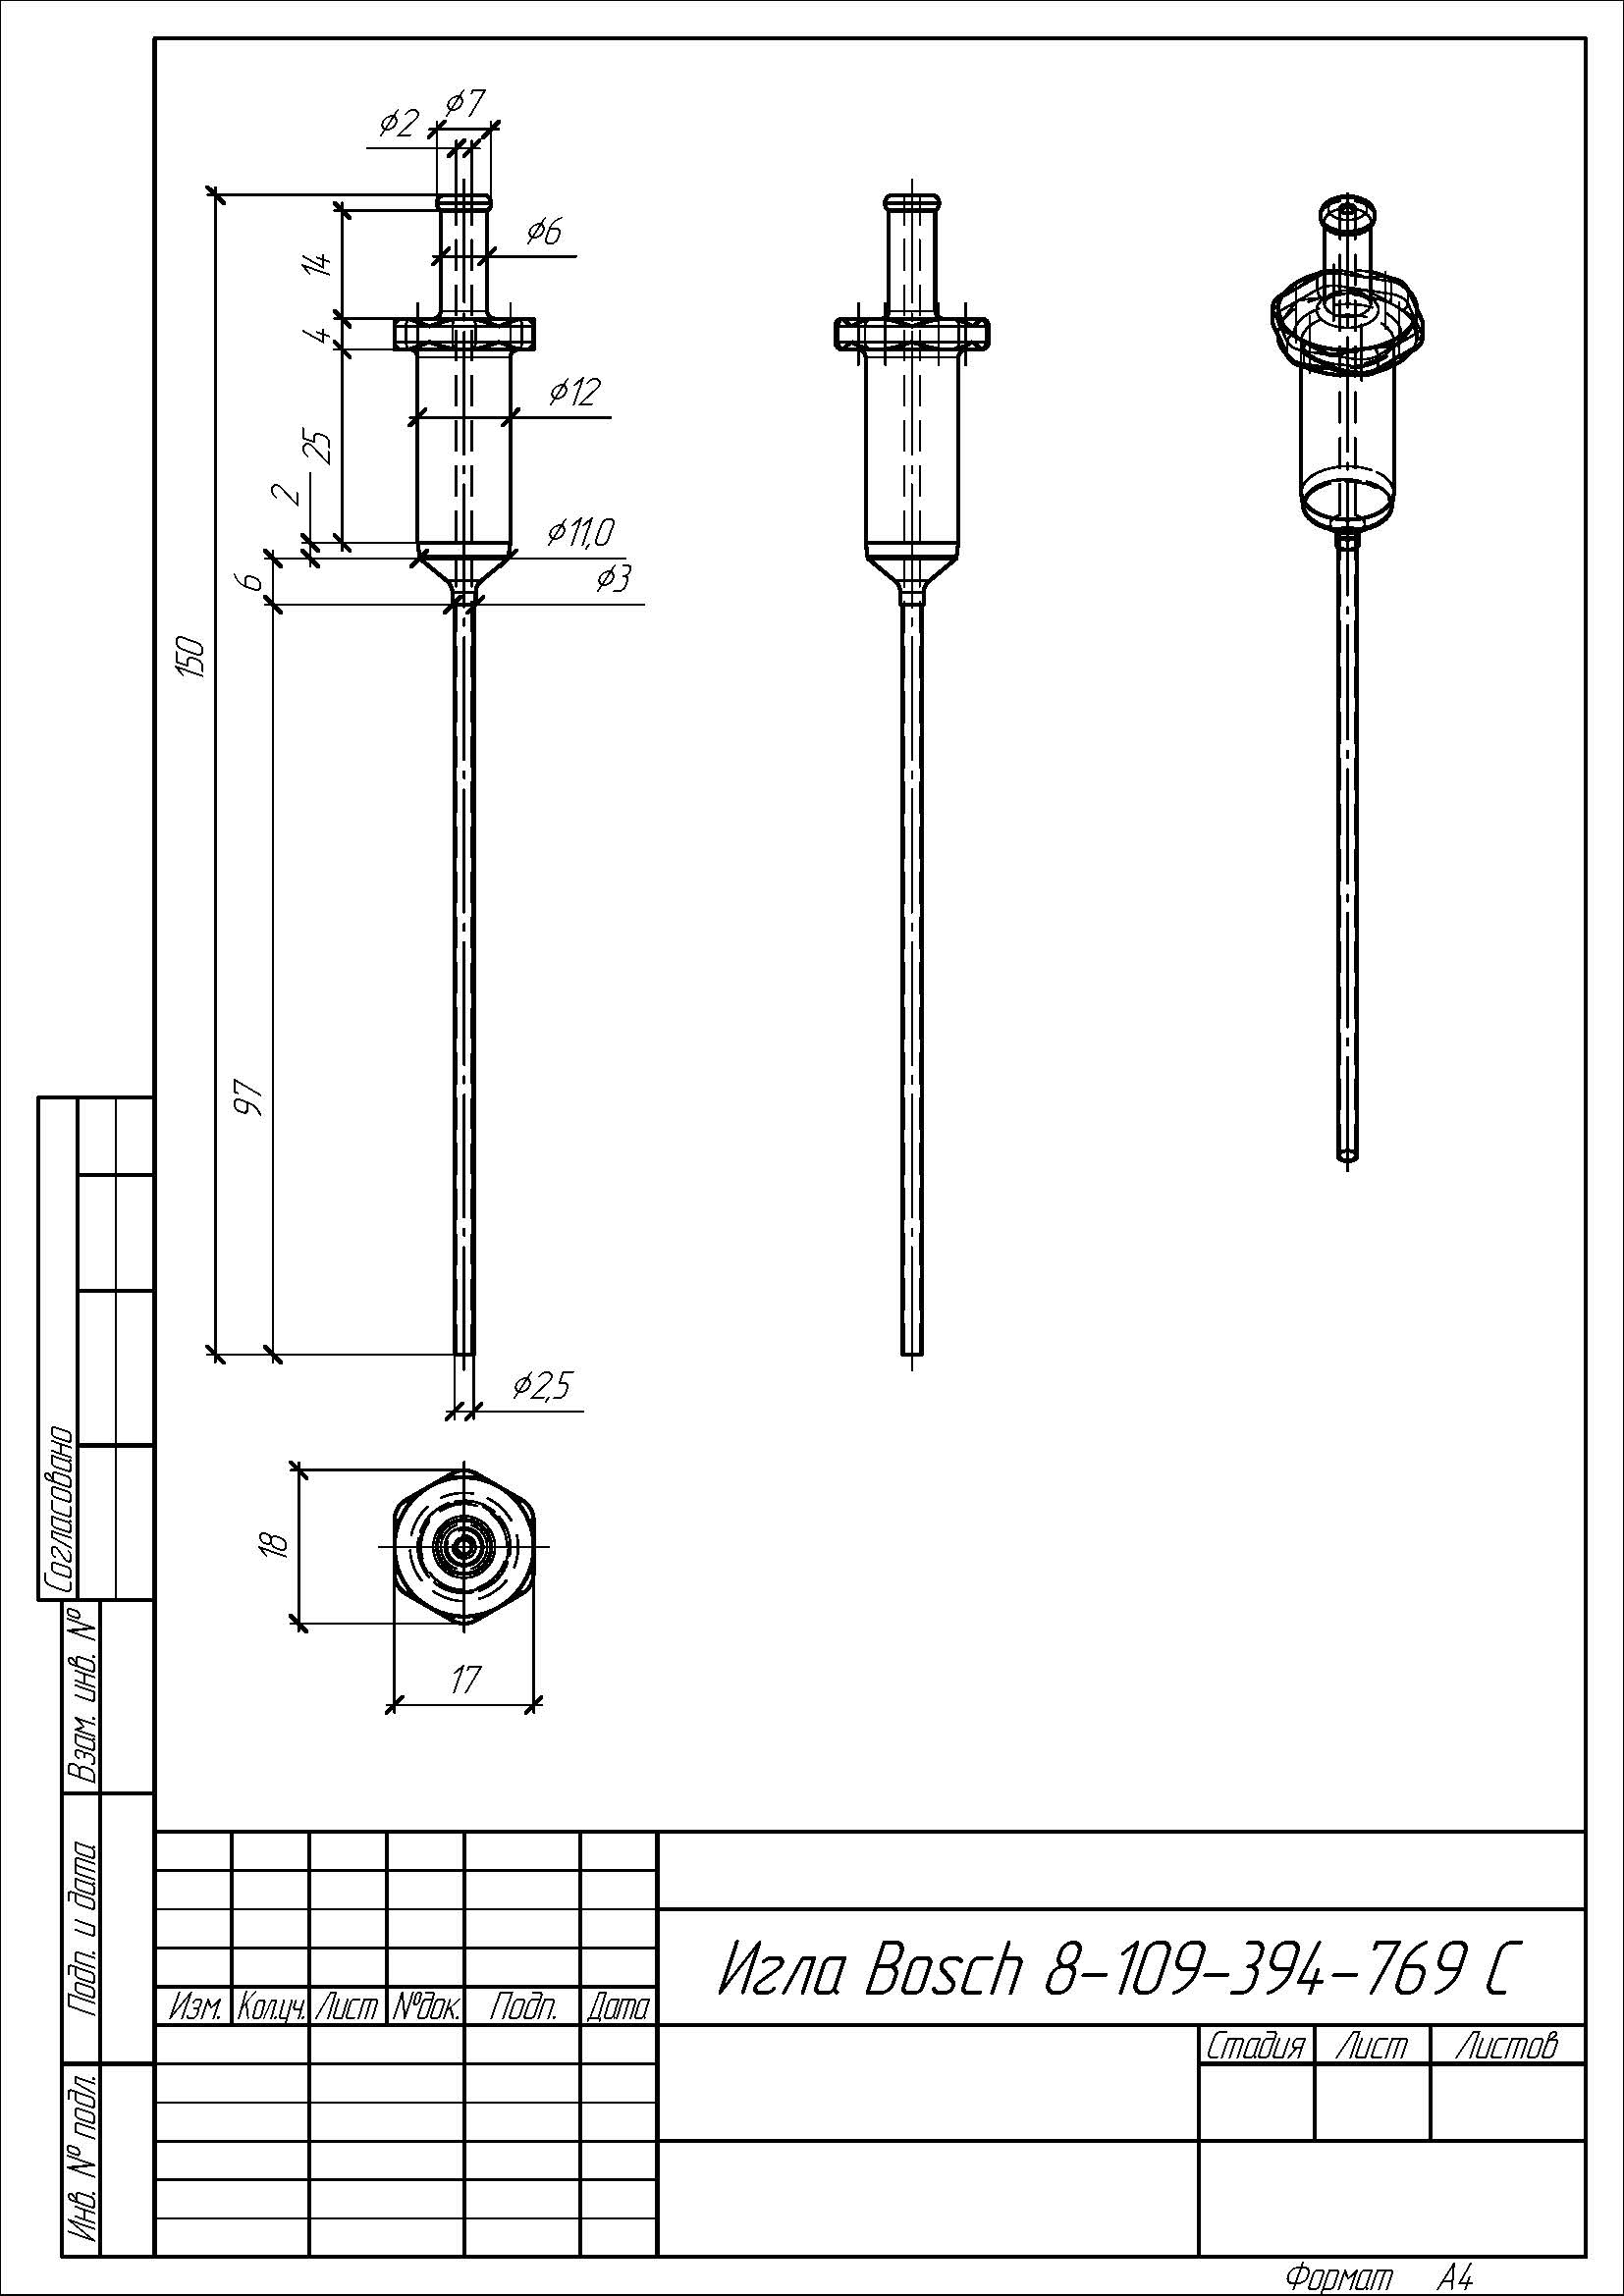 ⌀7
⌀2
⌀6
14
4
⌀12
25
2
⌀11,0
⌀3
6
150
97
⌀2,5
18
17
Согласовано
Взам. инв. №
Подп. и дата
Инв. № подл.
Игла Bosch 8-109-394-769 С
Изм. Кол.уч. Лист №док. Подп. Дата
Стадия Лист Листов
Формат А4